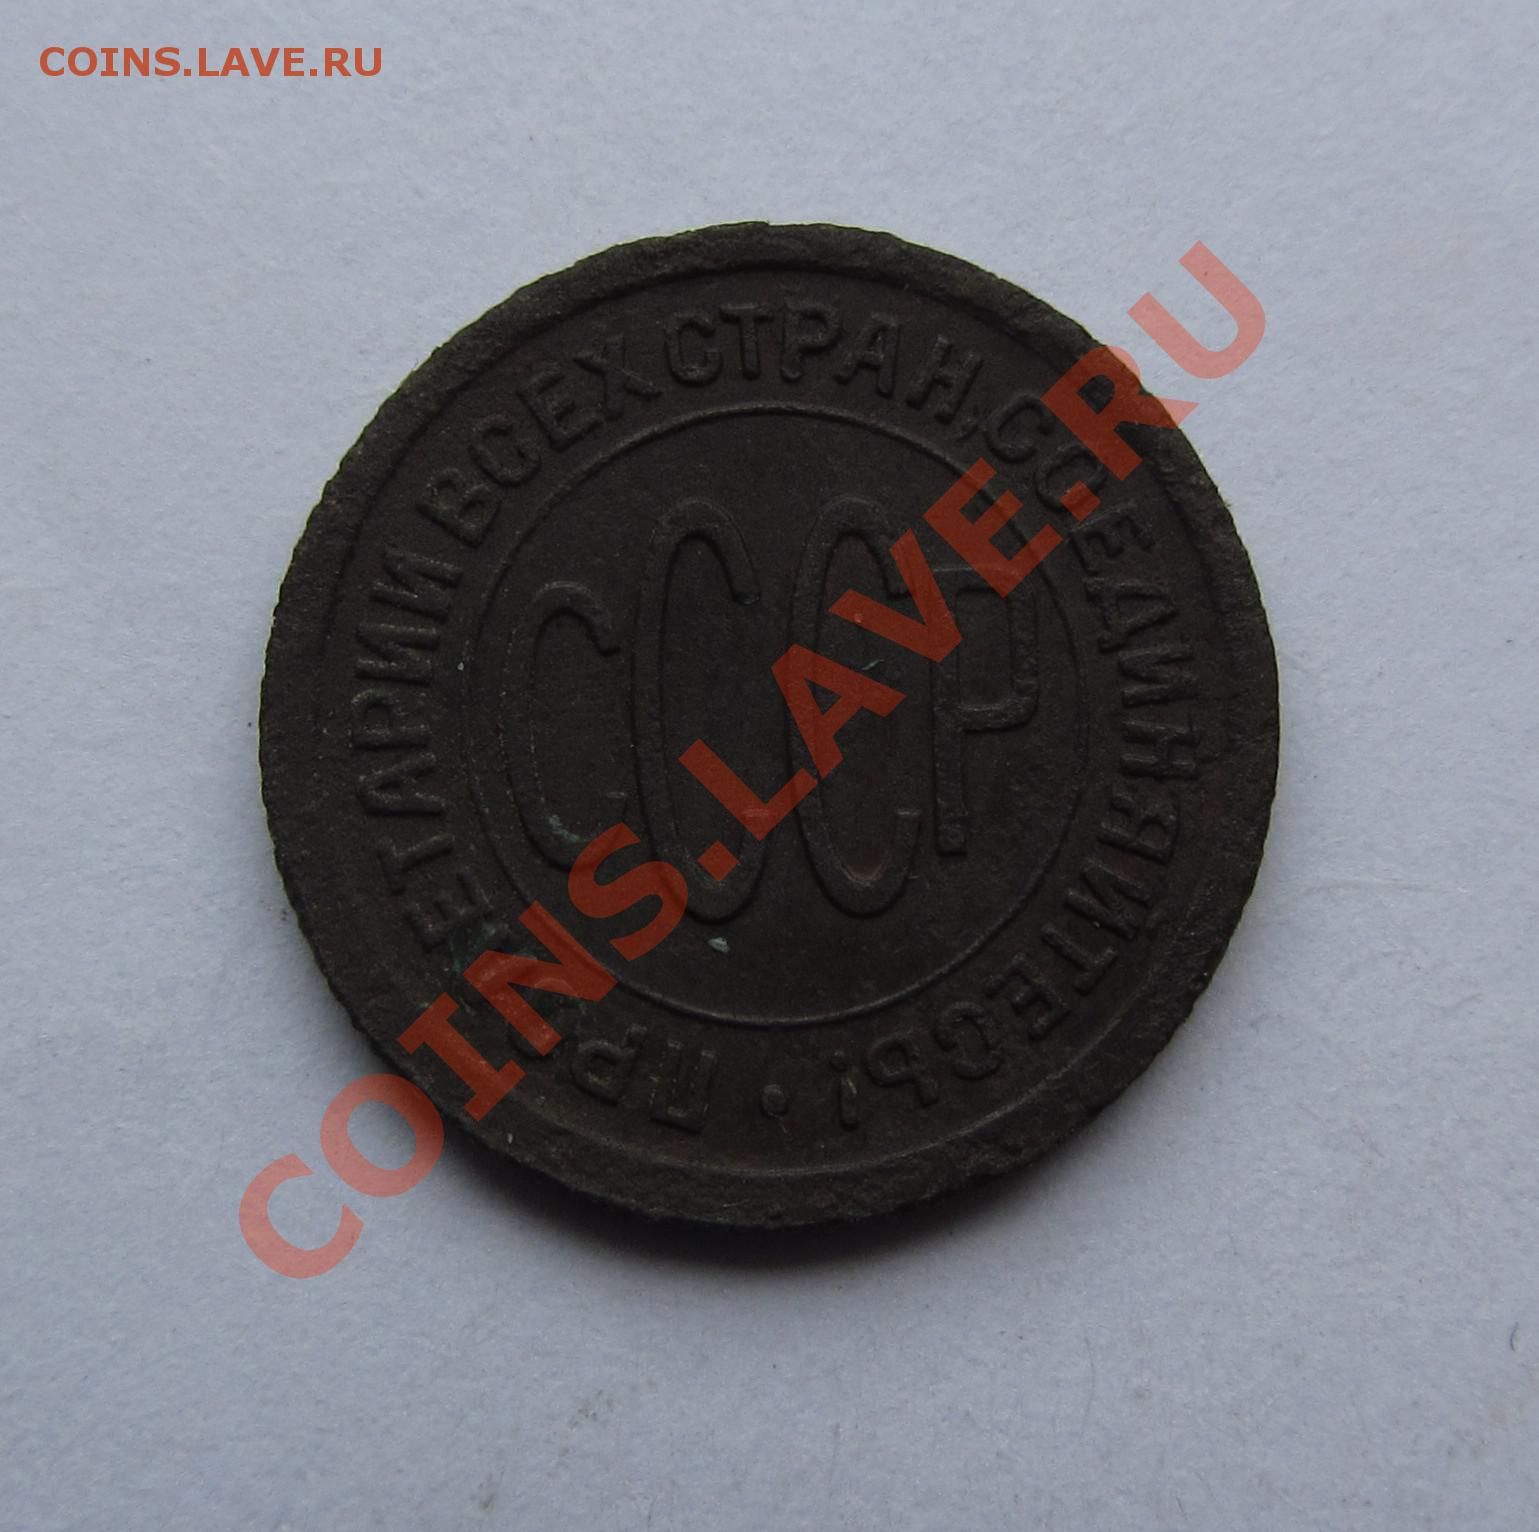 COINS.LAVE.RU
ПРОЛЕТАРИИ ВСЕХ СТРАН, СОЕДИНЯЙТЕСЬ!
СССР
COINS.LAVE.RU